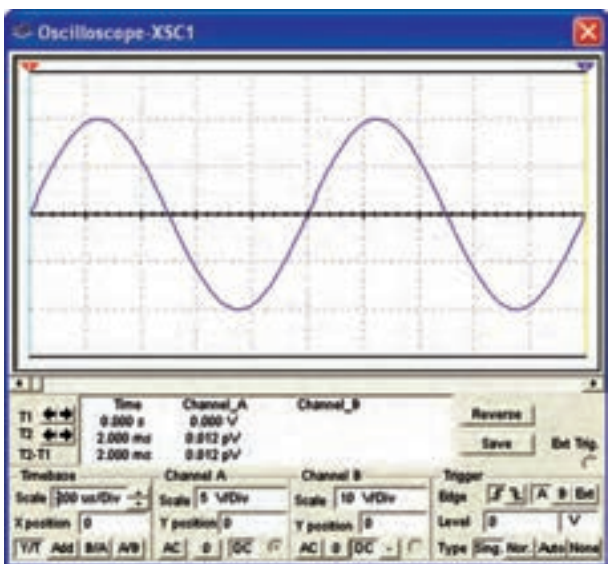 Oscilloscope-XSC1
Time Channel_A Channel_B
T1 0.000 s 0.000 V
T2 2.000 ms 0.012 pV
T2-T1 2.000 ms 0.012 pV
Reverse
Save
Ext Trig.
Timebase
Scale 200 us/Div
X position 0
Y/T Add B/A A/B
Channel A
Scale 5 V/Div
Y position 0
AC 0 DC
Channel B
Scale 10 V/Div
Y position 0
AC 0 DC -
Trigger
Edge A B Ext
Level 0 V
Type Sing. Nor. Auto None